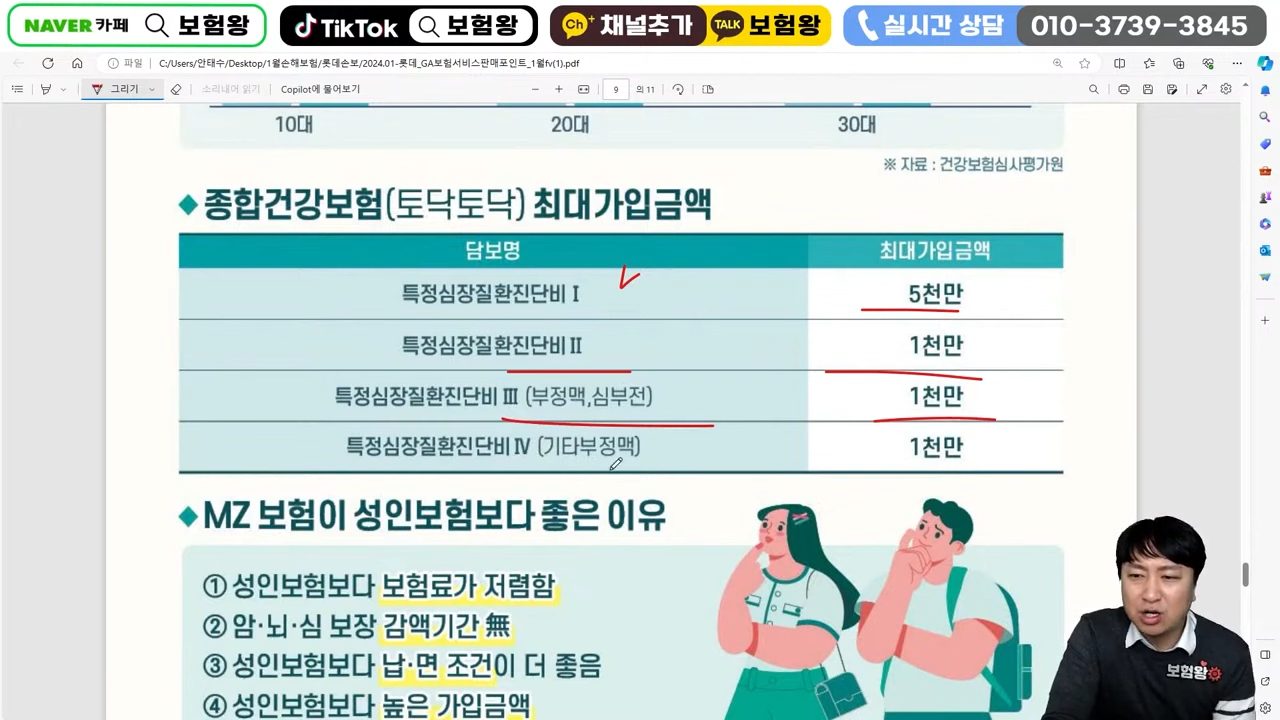 NAVER 카페 보험왕 TikTok 보험왕 Ch+ 채널추가 TALK 보험왕 실시간 상담 010-3739-3845
파일 C:/Users/안태수/Desktop/1월손해보험/롯데손보/2024.01-롯데_GA보험서비스판매포인트_1월fv(1).pdf
그리기 소리내어 읽기 Copilot에 물어보기 9 의 11
10대 20대 30대
※ 자료 : 건강보험심사평가원
종합건강보험(토닥토닥) 최대가입금액
담보명 최대가입금액
특정심장질환진단비 Ⅰ 5천만
특정심장질환진단비 Ⅱ 1천만
특정심장질환진단비 Ⅲ (부정맥,심부전) 1천만
특정심장질환진단비 Ⅳ (기타부정맥) 1천만
MZ 보험이 성인보험보다 좋은 이유
① 성인보험보다 보험료가 저렴함
② 암·뇌·심 보장 감액기간 無
③ 성인보험보다 납·면 조건이 더 좋음
④ 성인보험보다 높은 가입금액
보험왕